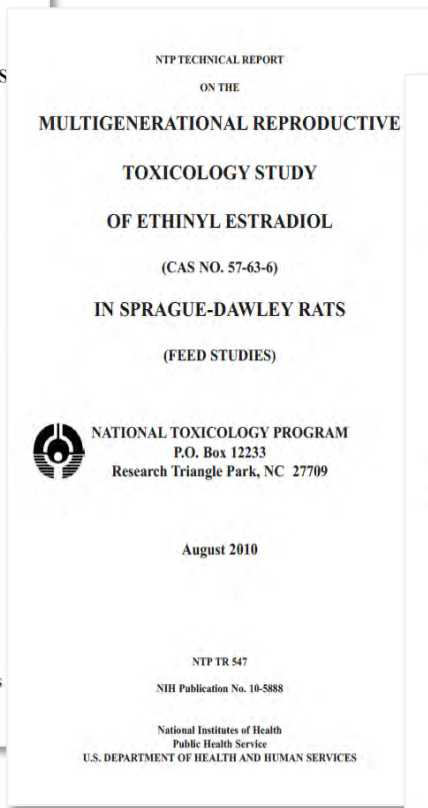 NTP TECHNICAL REPORT
ON THE
MULTIGENERATIONAL REPRODUCTIVE
TOXICOLOGY STUDY
OF ETHINYL ESTRADIOL
(CAS NO. 57-63-6)
IN SPRAGUE-DAWLEY RATS
(FEED STUDIES)
NATIONAL TOXICOLOGY PROGRAM
P.O. Box 12233
Research Triangle Park, NC 27709
August 2010
NTP TR 547
NIH Publication No. 10-5888
National Institutes of Health
Public Health Service
U.S. DEPARTMENT OF HEALTH AND HUMAN SERVICES